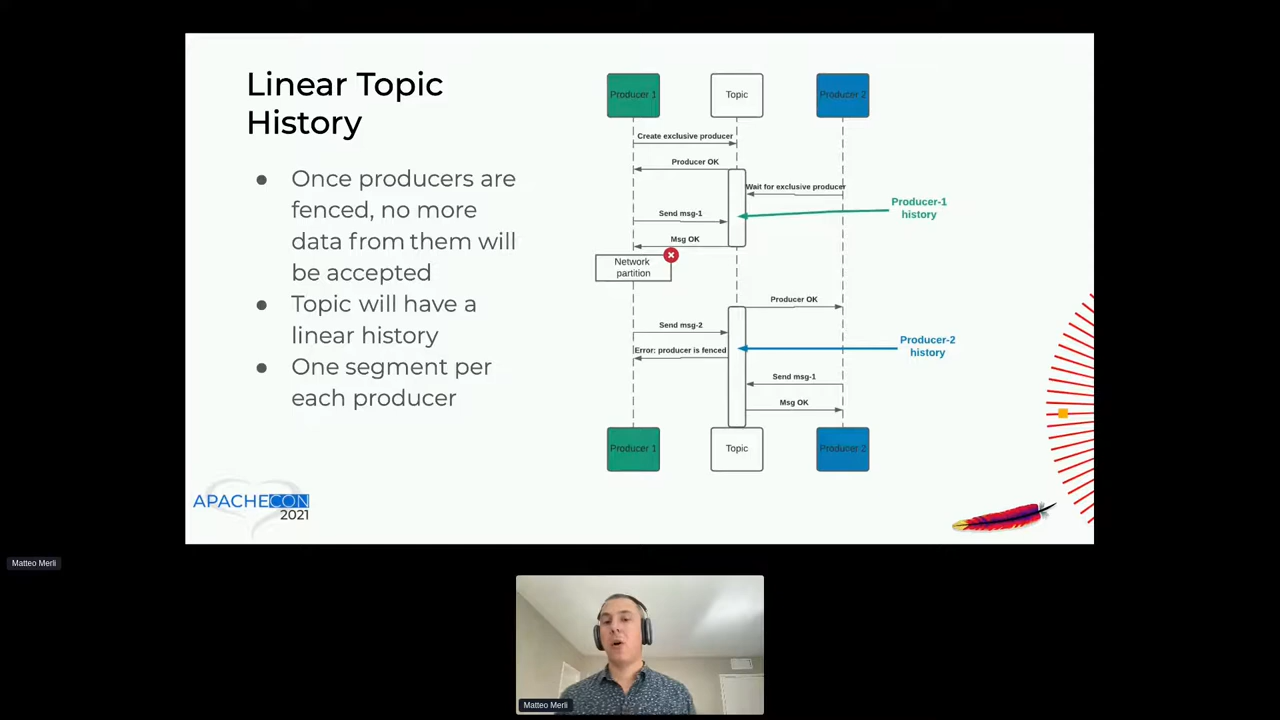 Linear Topic
History
● Once producers are
fenced, no more
data from them will
be accepted
● Topic will have a
linear history
● One segment per
each producer
Producer 1
Topic
Producer 2
Create exclusive producer
Producer OK
Wait for exclusive producer
Producer-1
history
Send msg-1
Msg OK
Network
partition
Producer OK
Send msg-2
Error: producer is fenced
Producer-2
history
Send msg-1
Msg OK
Producer 1
Topic
Producer 2
APACHECON
2021
Matteo Merli
Matteo Merli